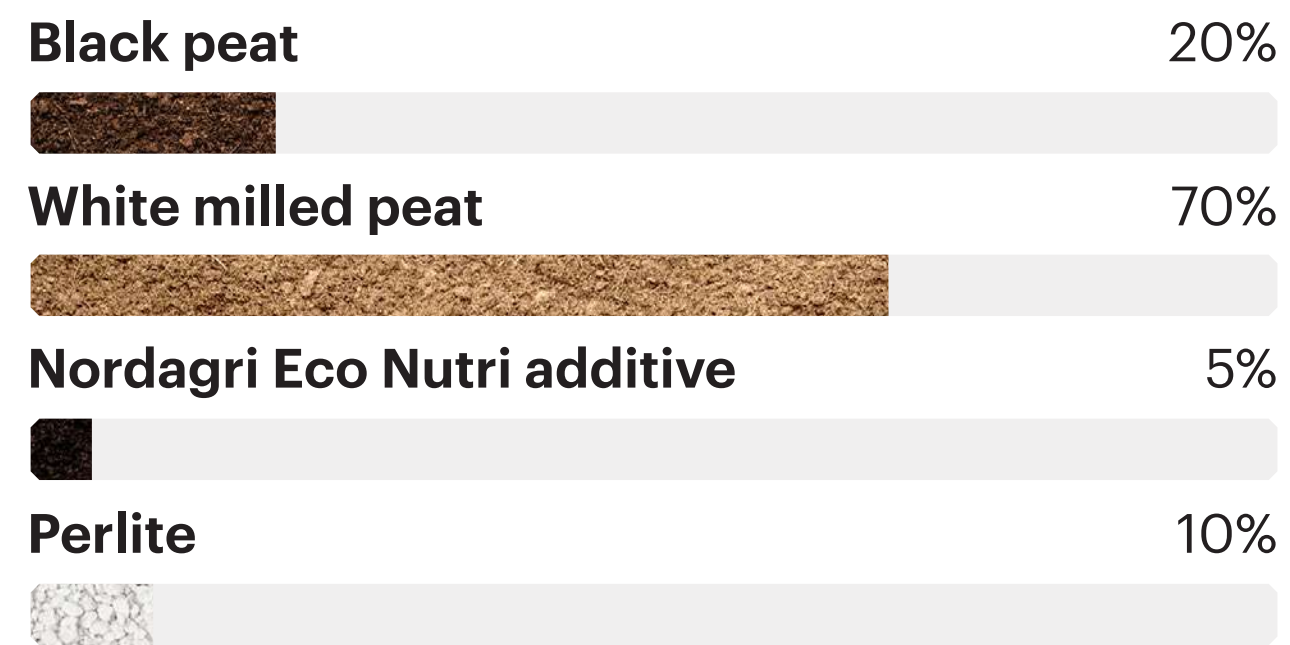 Black peat 20%
White milled peat 70%
Nordagri Eco Nutri additive 5%
Perlite 10%